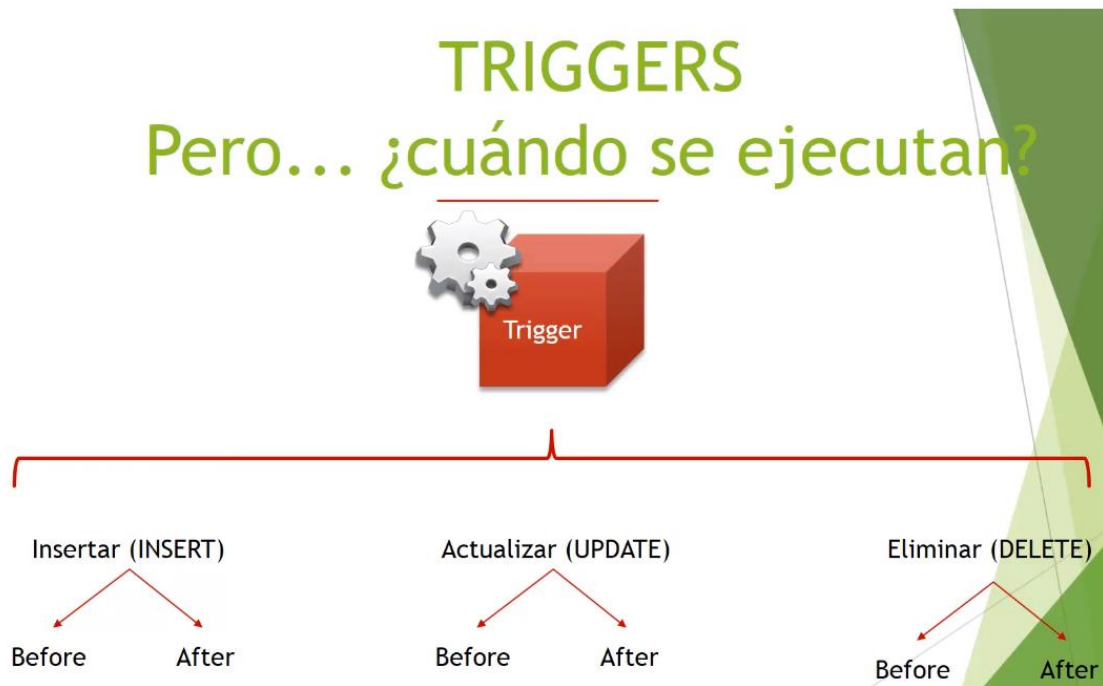 TRIGGERS
Pero... ¿cuándo se ejecutan?
Trigger
Insertar (INSERT)
Actualizar (UPDATE)
Eliminar (DELETE)
Before
After
Before
After
Before
After